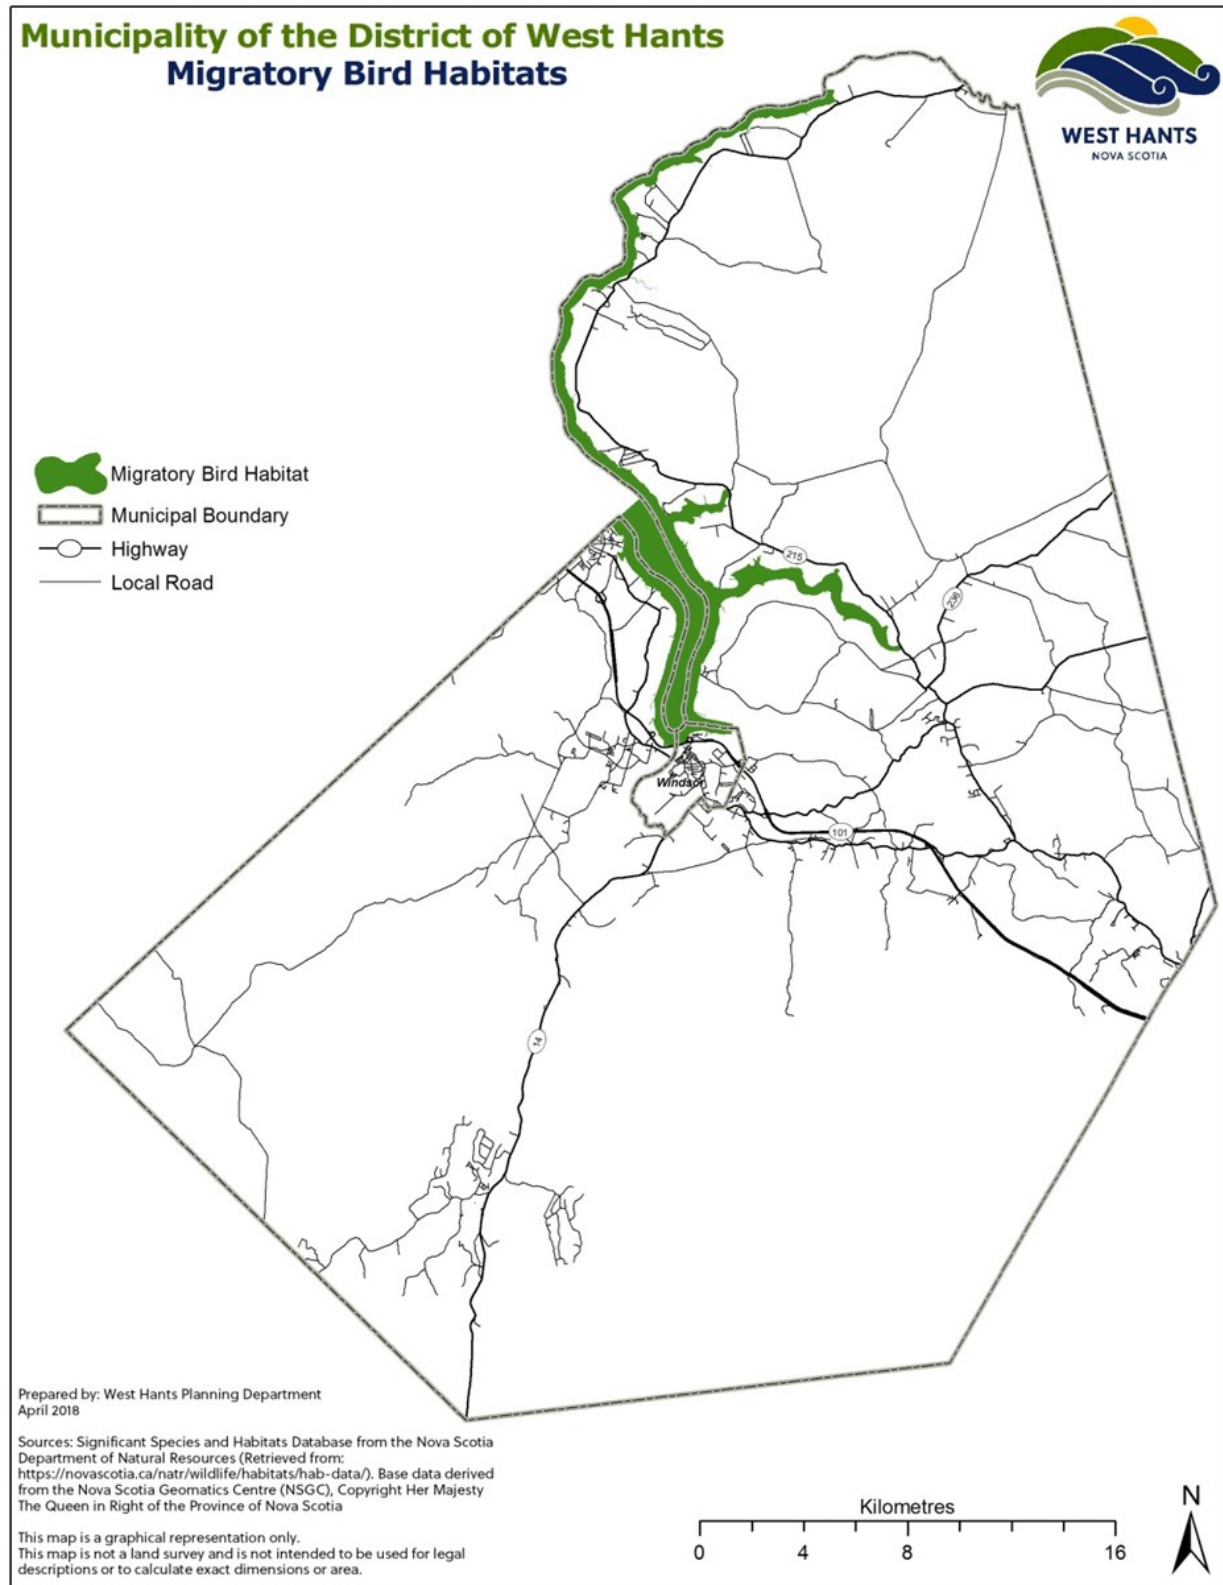 Municipality of the District of West Hants
Migratory Bird Habitats
WEST HANTS
NOVA SCOTIA
Migratory Bird Habitat
Municipal Boundary
Highway
Local Road
215
236
Windsor
101
14
Prepared by: West Hants Planning Department
April 2018
Sources: Significant Species and Habitats Database from the Nova Scotia
Department of Natural Resources (Retrieved from:
https://novascotia.ca/natr/wildlife/habitats/hab-data/). Base data derived
from the Nova Scotia Geomatics Centre (NSGC), Copyright Her Majesty
The Queen in Right of the Province of Nova Scotia
This map is a graphical representation only.
This map is not a land survey and is not intended to be used for legal
descriptions or to calculate exact dimensions or area.
Kilometres
0 4 8 16
N